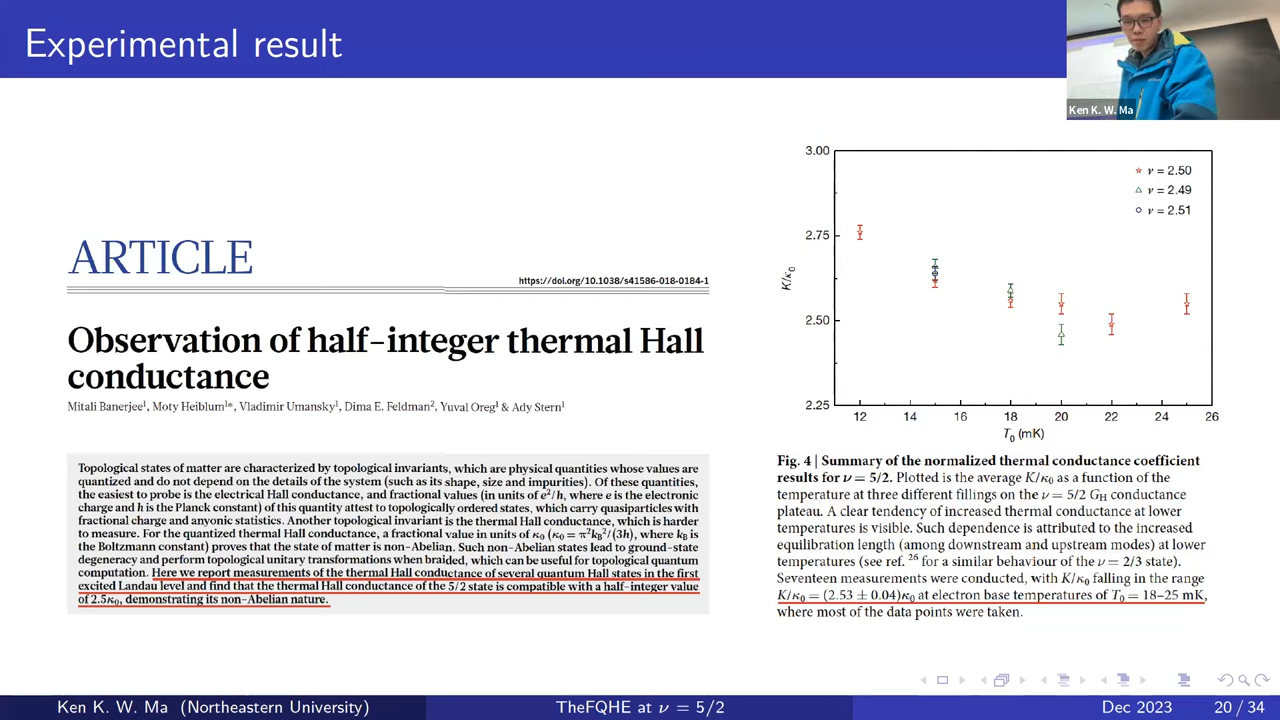 Experimental result
Ken K. W. Ma
ARTICLE
https://doi.org/10.1038/s41586-018-0184-1
Observation of half-integer thermal Hall
conductance
Mitali Banerjee¹, Moty Heiblum¹*, Vladimir Umansky¹, Dima E. Feldman², Yuval Oreg¹ & Ady Stern¹
Topological states of matter are characterized by topological invariants, which are physical quantities whose values are
quantized and do not depend on the details of the system (such as its shape, size and impurities). Of these quantities,
the easiest to probe is the electrical Hall conductance, and fractional values (in units of e²/h, where e is the electronic
charge and h is the Planck constant) of this quantity attest to topologically ordered states, which carry quasiparticles with
fractional charge and anyonic statistics. Another topological invariant is the thermal Hall conductance, which is harder
to measure. For the quantized thermal Hall conductance, a fractional value in units of κ₀ (κ₀ = π²kB²/(3h), where kB is
the Boltzmann constant) proves that the state of matter is non-Abelian. Such non-Abelian states lead to ground-state
degeneracy and perform topological unitary transformations when braided, which can be useful for topological quantum
computation. Here we report measurements of the thermal Hall conductance of several quantum Hall states in the first
excited Landau level and find that the thermal Hall conductance of the 5/2 state is compatible with a half-integer value
of 2.5κ₀, demonstrating its non-Abelian nature.
3.00
2.75
2.50
2.25
K/κ₀
ν = 2.50
ν = 2.49
ν = 2.51
12 14 16 18 20 22 24 26
T₀ (mK)
Fig. 4 | Summary of the normalized thermal conductance coefficient
results for ν = 5/2. Plotted is the average K/κ₀ as a function of the
temperature at three different fillings on the ν = 5/2 GH conductance
plateau. A clear tendency of increased thermal conductance at lower
temperatures is visible. Such dependence is attributed to the increased
equilibration length (among downstream and upstream modes) at lower
temperatures (see ref. ²⁶ for a similar behaviour of the ν = 2/3 state).
Seventeen measurements were conducted, with K/κ₀ falling in the range
K/κ₀ = (2.53 ± 0.04)κ₀ at electron base temperatures of T₀ = 18–25 mK,
where most of the data points were taken.
Ken K. W. Ma (Northeastern University)
TheFQHE at ν = 5/2
Dec 2023
20 / 34